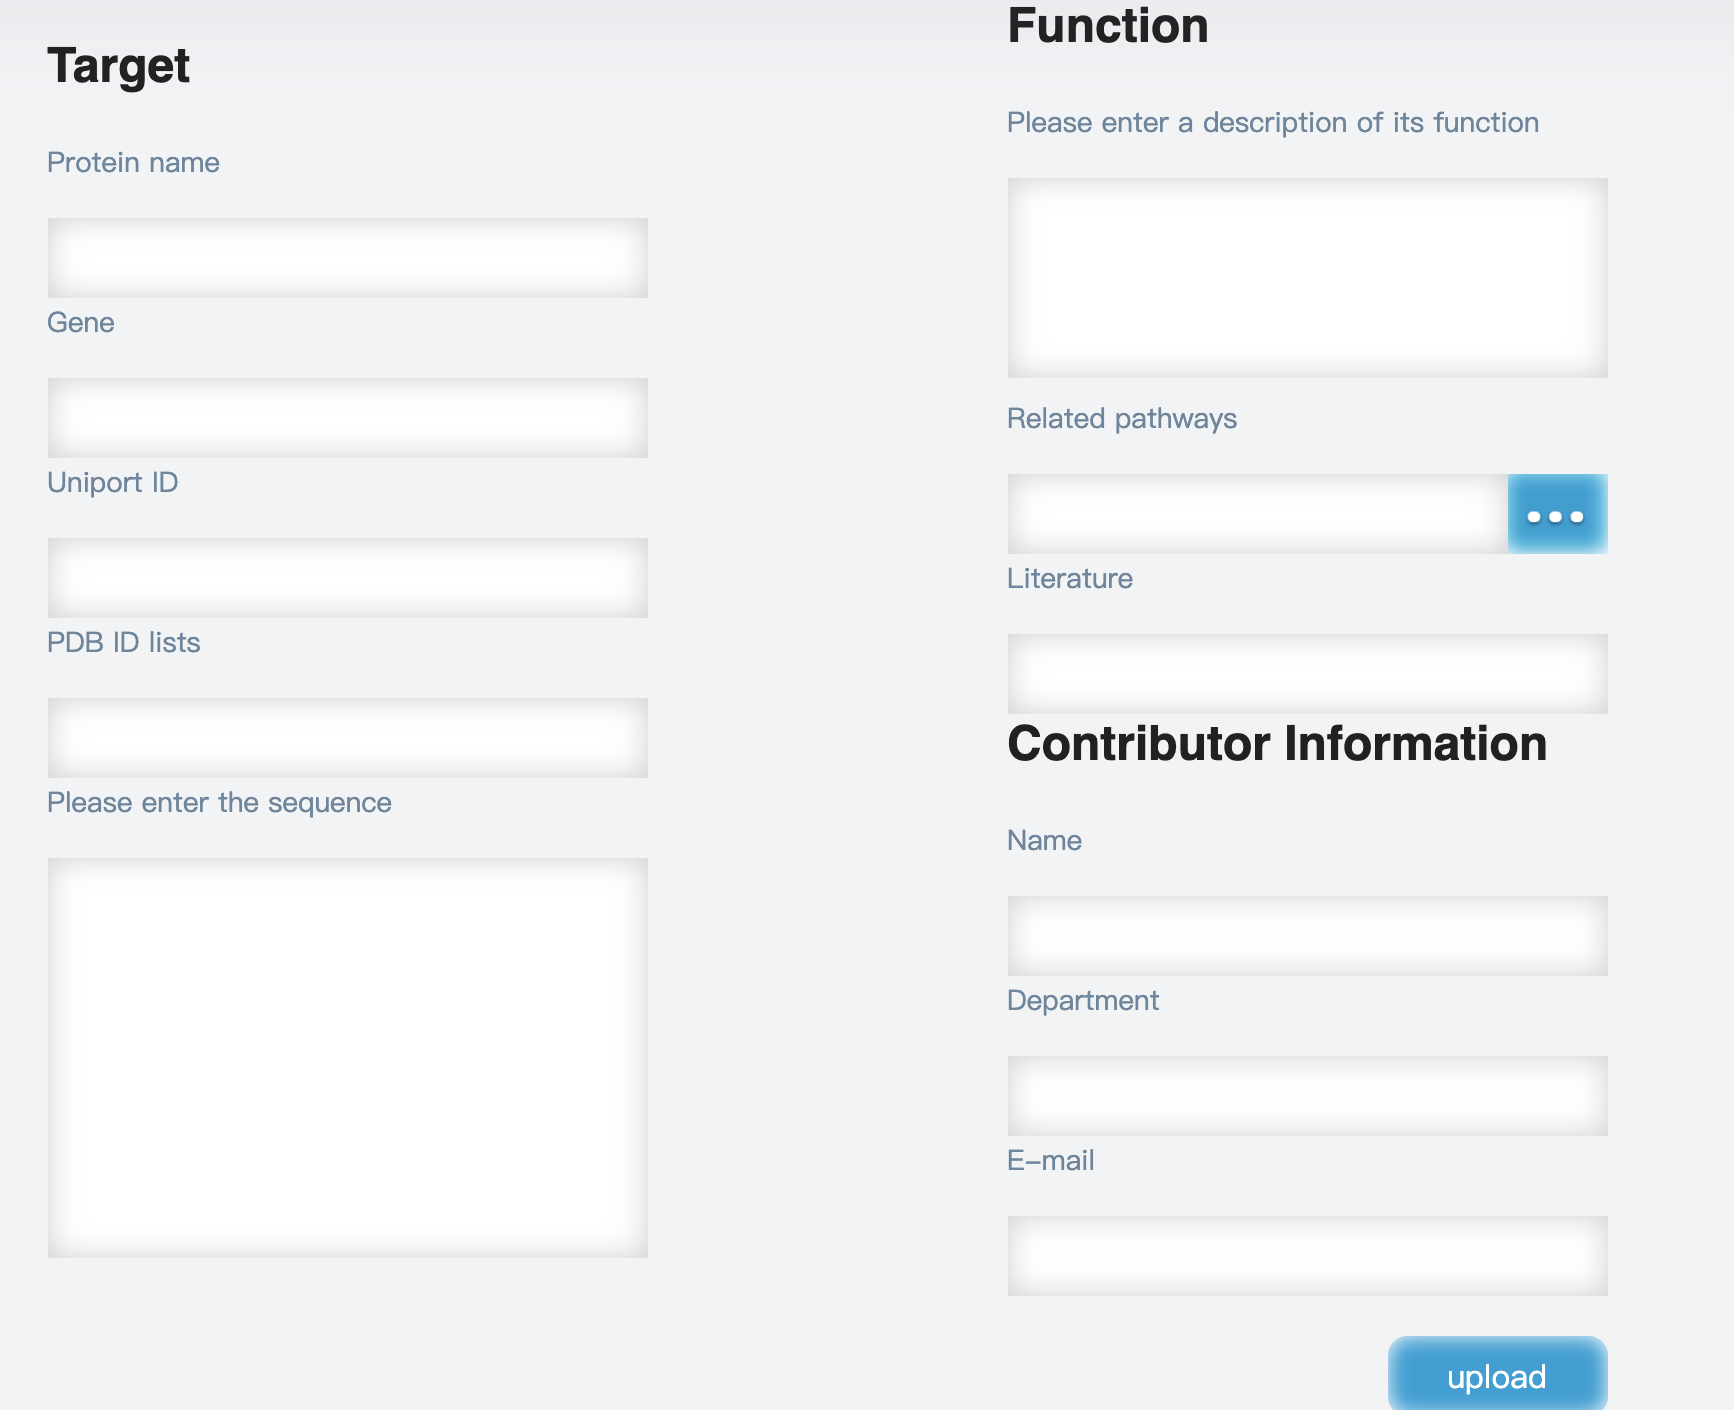 Target
Protein name
Gene
Uniport ID
PDB ID lists
Please enter the sequence
Function
Please enter a description of its function
Related pathways
Literature
Contributor Information
Name
Department
E-mail
upload